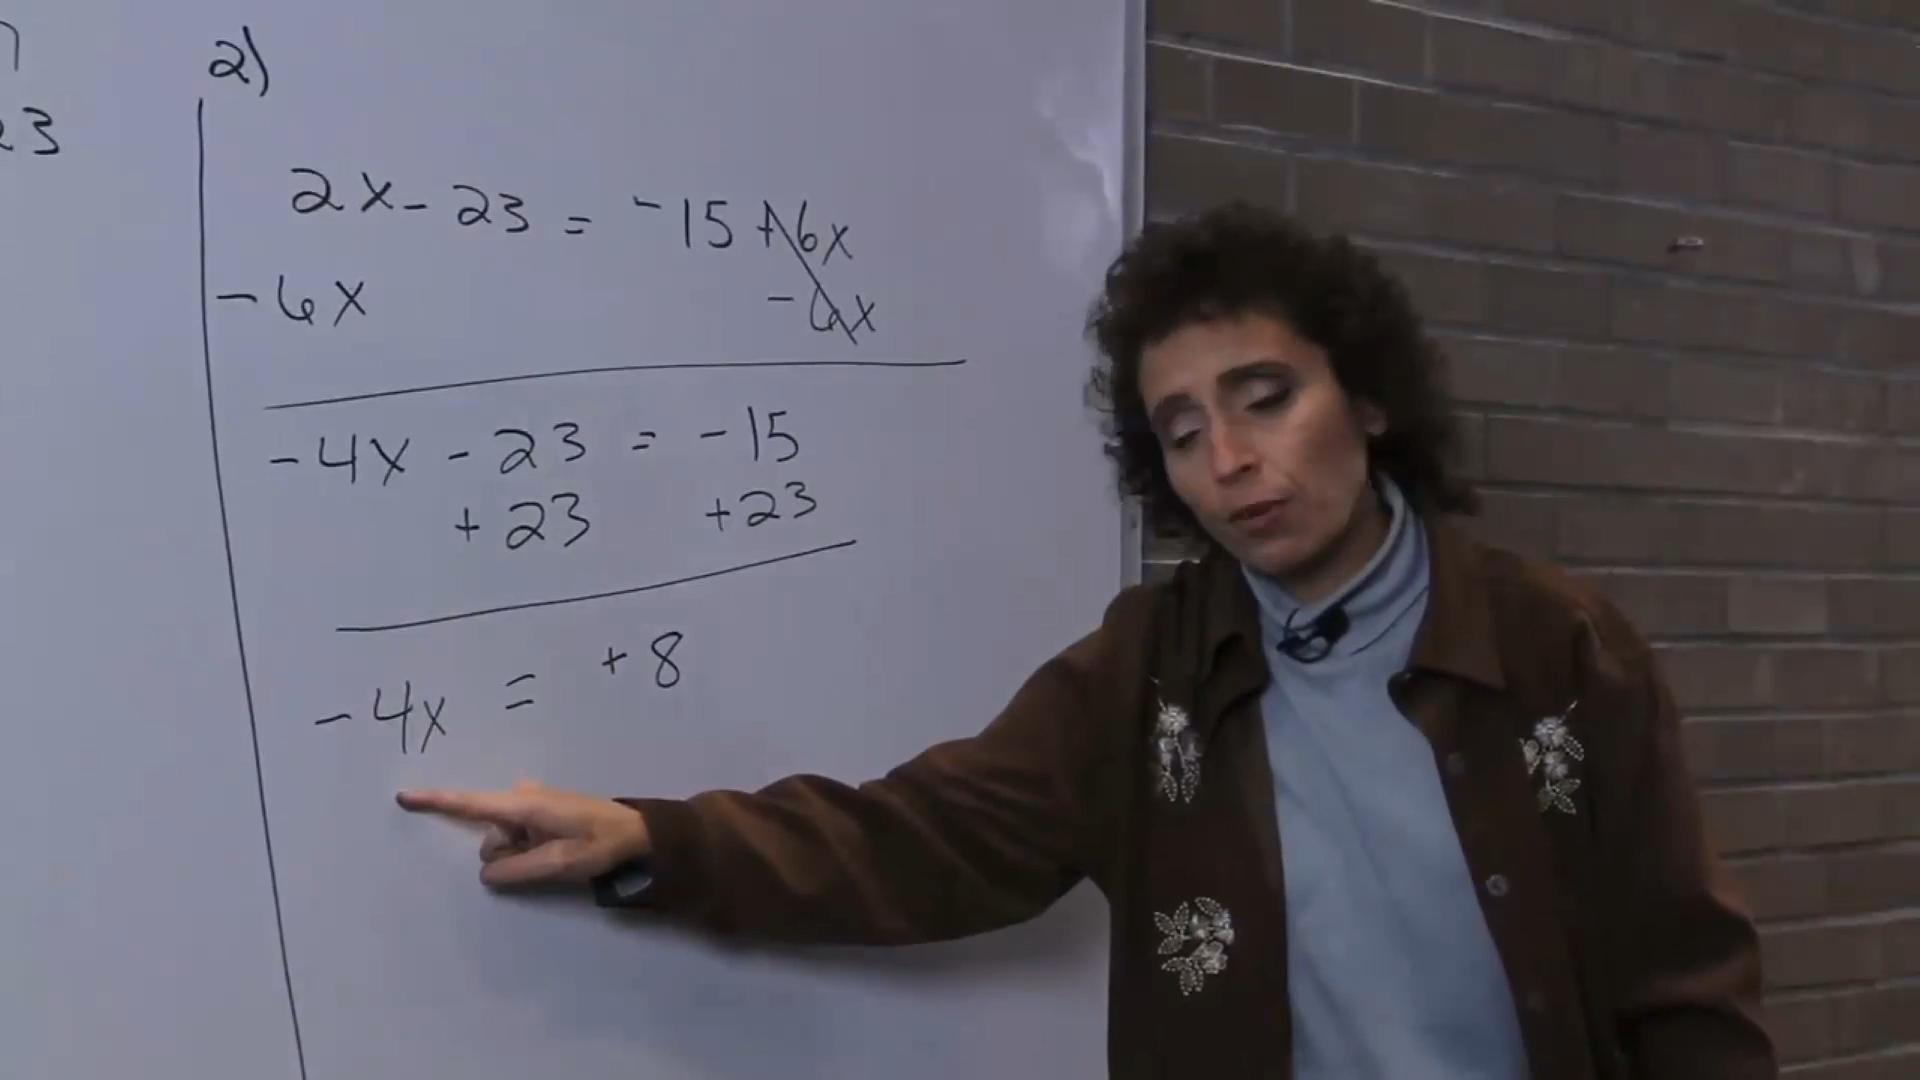 2)
23
2x - 23 = -15 + 6x
-6x -6x
-4x - 23 = -15
+23 +23
-4x = +8